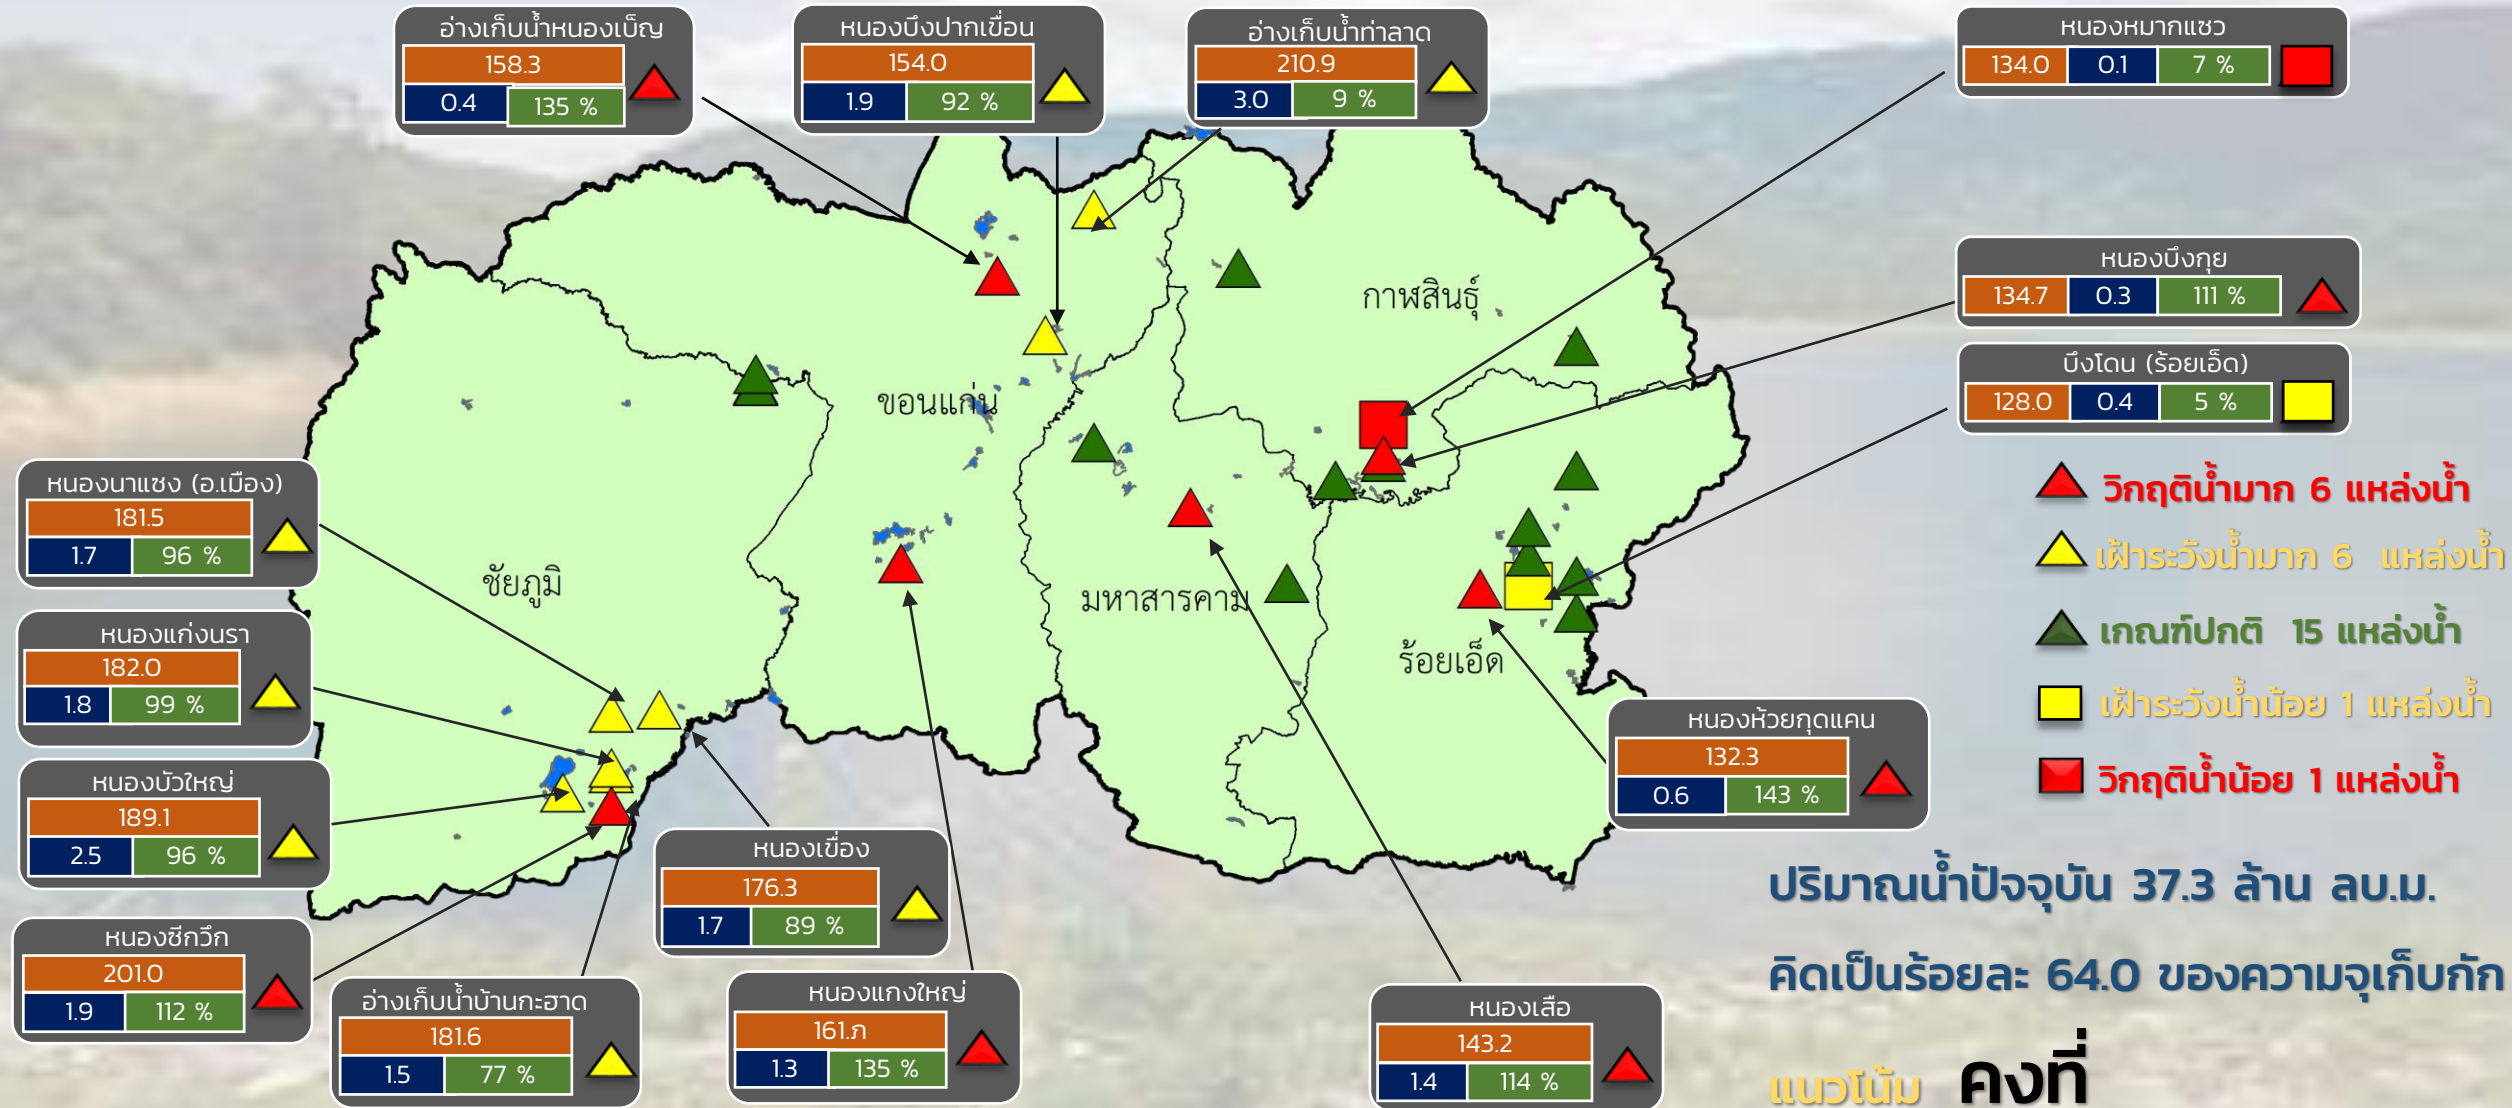 อ่างเก็บน้ำหนองเบ็ญ
158.3
0.4 135 %
หนองบึงปากเขื่อน
154.0
1.9 92 %
อ่างเก็บน้ำท่าลาด
210.9
3.0 9 %
หนองหมากแซว
134.0 0.1 7 %
หนองบึงกุย
134.7 0.3 111 %
บึงโดน (ร้อยเอ็ด)
128.0 0.4 5 %
กาฬสินธุ์
ขอนแก่น
ชัยภูมิ
มหาสารคาม
ร้อยเอ็ด
หนองนาแซง (อ.เมือง)
181.5
1.7 96 %
หนองแก่งนรา
182.0
1.8 99 %
หนองบัวใหญ่
189.1
2.5 96 %
หนองซีกวึก
201.0
1.9 112 %
อ่างเก็บน้ำบ้านกะฮาด
181.6
1.5 77 %
หนองเขื่อง
176.3
1.7 89 %
หนองแกงใหญ่
161.ภ
1.3 135 %
หนองเสือ
143.2
1.4 114 %
หนองห้วยกุดแคน
132.3
0.6 143 %
วิกฤติน้ำมาก 6 แหล่งน้ำ
เฝ้าระวังน้ำมาก 6 แหล่งน้ำ
เกณฑ์ปกติ 15 แหล่งน้ำ
เฝ้าระวังน้ำน้อย 1 แหล่งน้ำ
วิกฤติน้ำน้อย 1 แหล่งน้ำ
ปริมาณน้ำปัจจุบัน 37.3 ล้าน ลบ.ม.
คิดเป็นร้อยละ 64.0 ของความจุเก็บกัก
แนวโน้ม คงที่